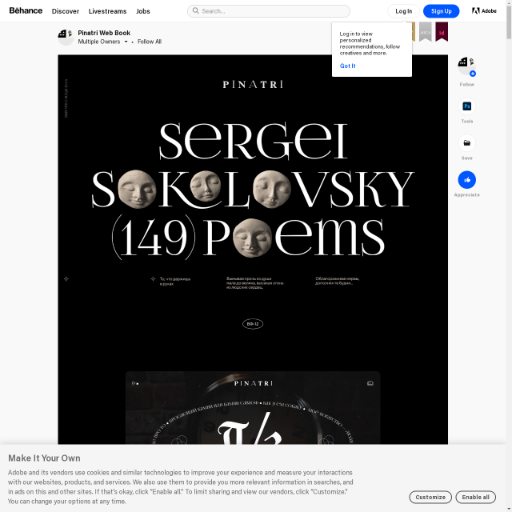 Bēhance
Discover
Livestreams
Jobs
Search...
Log In
Sign Up
Adobe
Pinatri Web Book
Multiple Owners
Follow All
Log in to view
personalized
recommendations, follow
creatives and more.
Got It
PINATRI
SERGEI
SOKOLOVSKY
(149) POEMS
Follow
Tools
Save
Appreciate
PINATRI
Make It Your Own
Adobe and its vendors use cookies and similar technologies to improve your experience and measure your interactions
with our websites, products, and services. We also use them to provide you more relevant information in searches, and
in ads on this and other sites. If that's okay, click "Enable all." To limit sharing and view our vendors, click "Customize."
You can change your options at any time.
Customize
Enable all